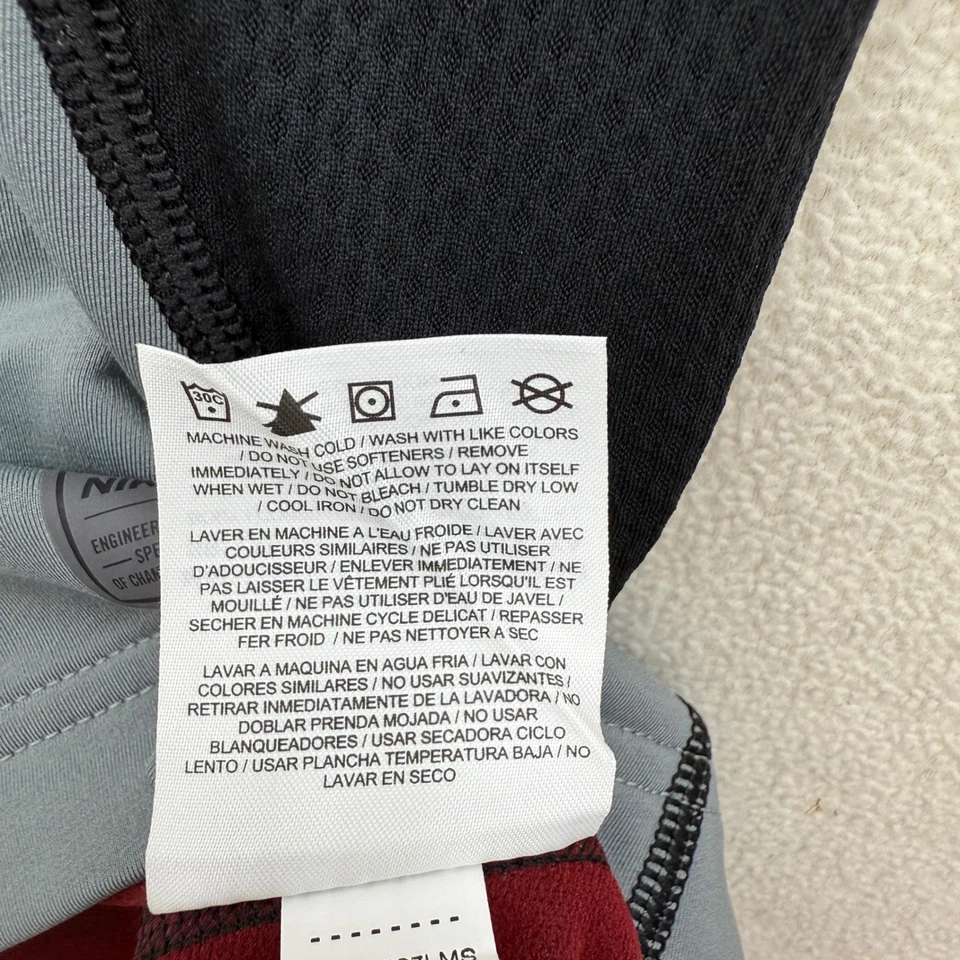 30C
MACHINE WASH COLD / WASH WITH LIKE COLORS
/ DO NOT USE SOFTENERS / REMOVE
IMMEDIATELY / DO NOT ALLOW TO LAY ON ITSELF
WHEN WET / DO NOT BLEACH / TUMBLE DRY LOW
/ COOL IRON / DO NOT DRY CLEAN
LAVER EN MACHINE A L'EAU FROIDE / LAVER AVEC
COULEURS SIMILAIRES / NE PAS UTILISER
D'ADOUCISSEUR / ENLEVER IMMEDIATEMENT / NE
PAS LAISSER LE VÊTEMENT PLIÉ LORSQU'IL EST
MOUILLÉ / NE PAS UTILISER D'EAU DE JAVEL /
SECHER EN MACHINE CYCLE DELICAT / REPASSER
FER FROID / NE PAS NETTOYER A SEC
LAVAR A MAQUINA EN AGUA FRIA / LAVAR CON
COLORES SIMILARES / NO USAR SUAVIZANTES /
RETIRAR INMEDIATAMENTE DE LA LAVADORA / NO
DOBLAR PRENDA MOJADA / NO USAR
BLANQUEADORES / USAR SECADORA CICLO
LENTO / USAR PLANCHA TEMPERATURA BAJA / NO
LAVAR EN SECO
NI
ENGINEER
SPE
OF CHAN